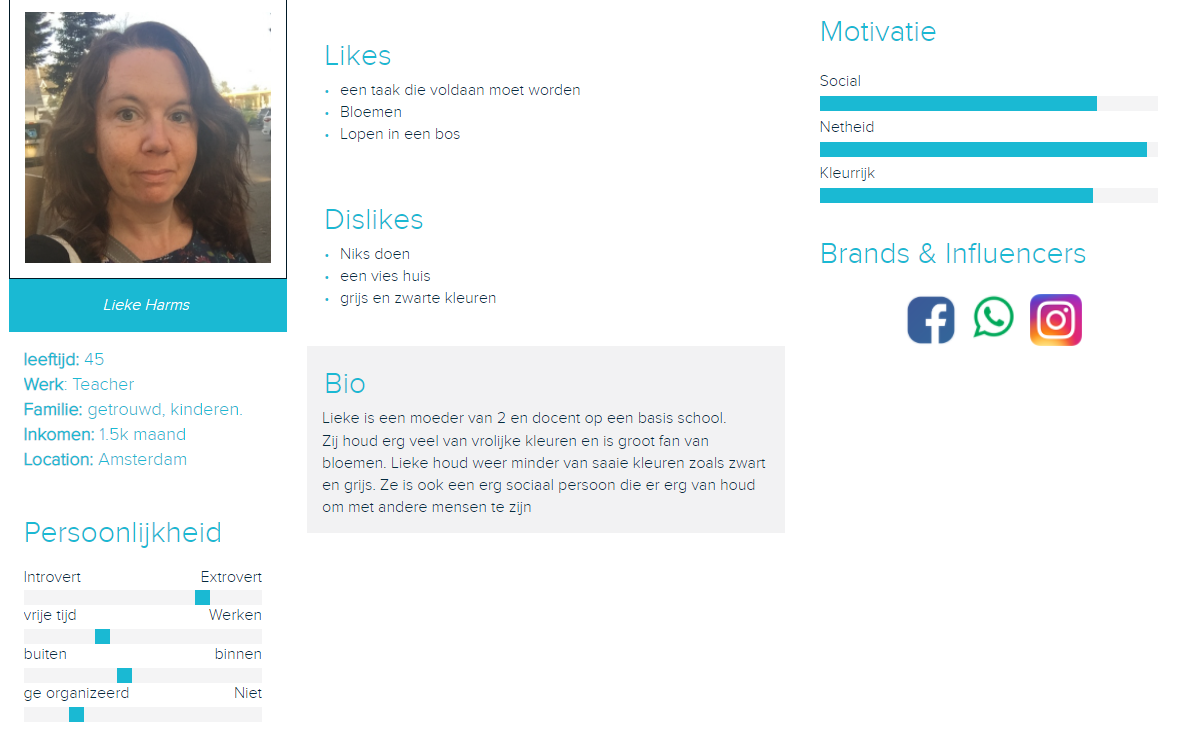 Lieke Harms
leeftijd: 45
Werk: Teacher
Familie: getrouwd, kinderen.
Inkomen: 1.5k maand
Location: Amsterdam
Persoonlijkheid
Introvert Extrovert
vrije tijd Werken
buiten binnen
ge organizeerd Niet
Likes
• een taak die voldaan moet worden
• Bloemen
• Lopen in een bos
Dislikes
• Niks doen
• een vies huis
• grijs en zwarte kleuren
Bio
Lieke is een moeder van 2 en docent op een basis school.
Zij houd erg veel van vrolijke kleuren en is groot fan van
bloemen. Lieke houd weer minder van saaie kleuren zoals zwart
en grijs. Ze is ook een erg sociaal persoon die er erg van houd
om met andere mensen te zijn
Motivatie
Social
Netheid
Kleurrijk
Brands & Influencers